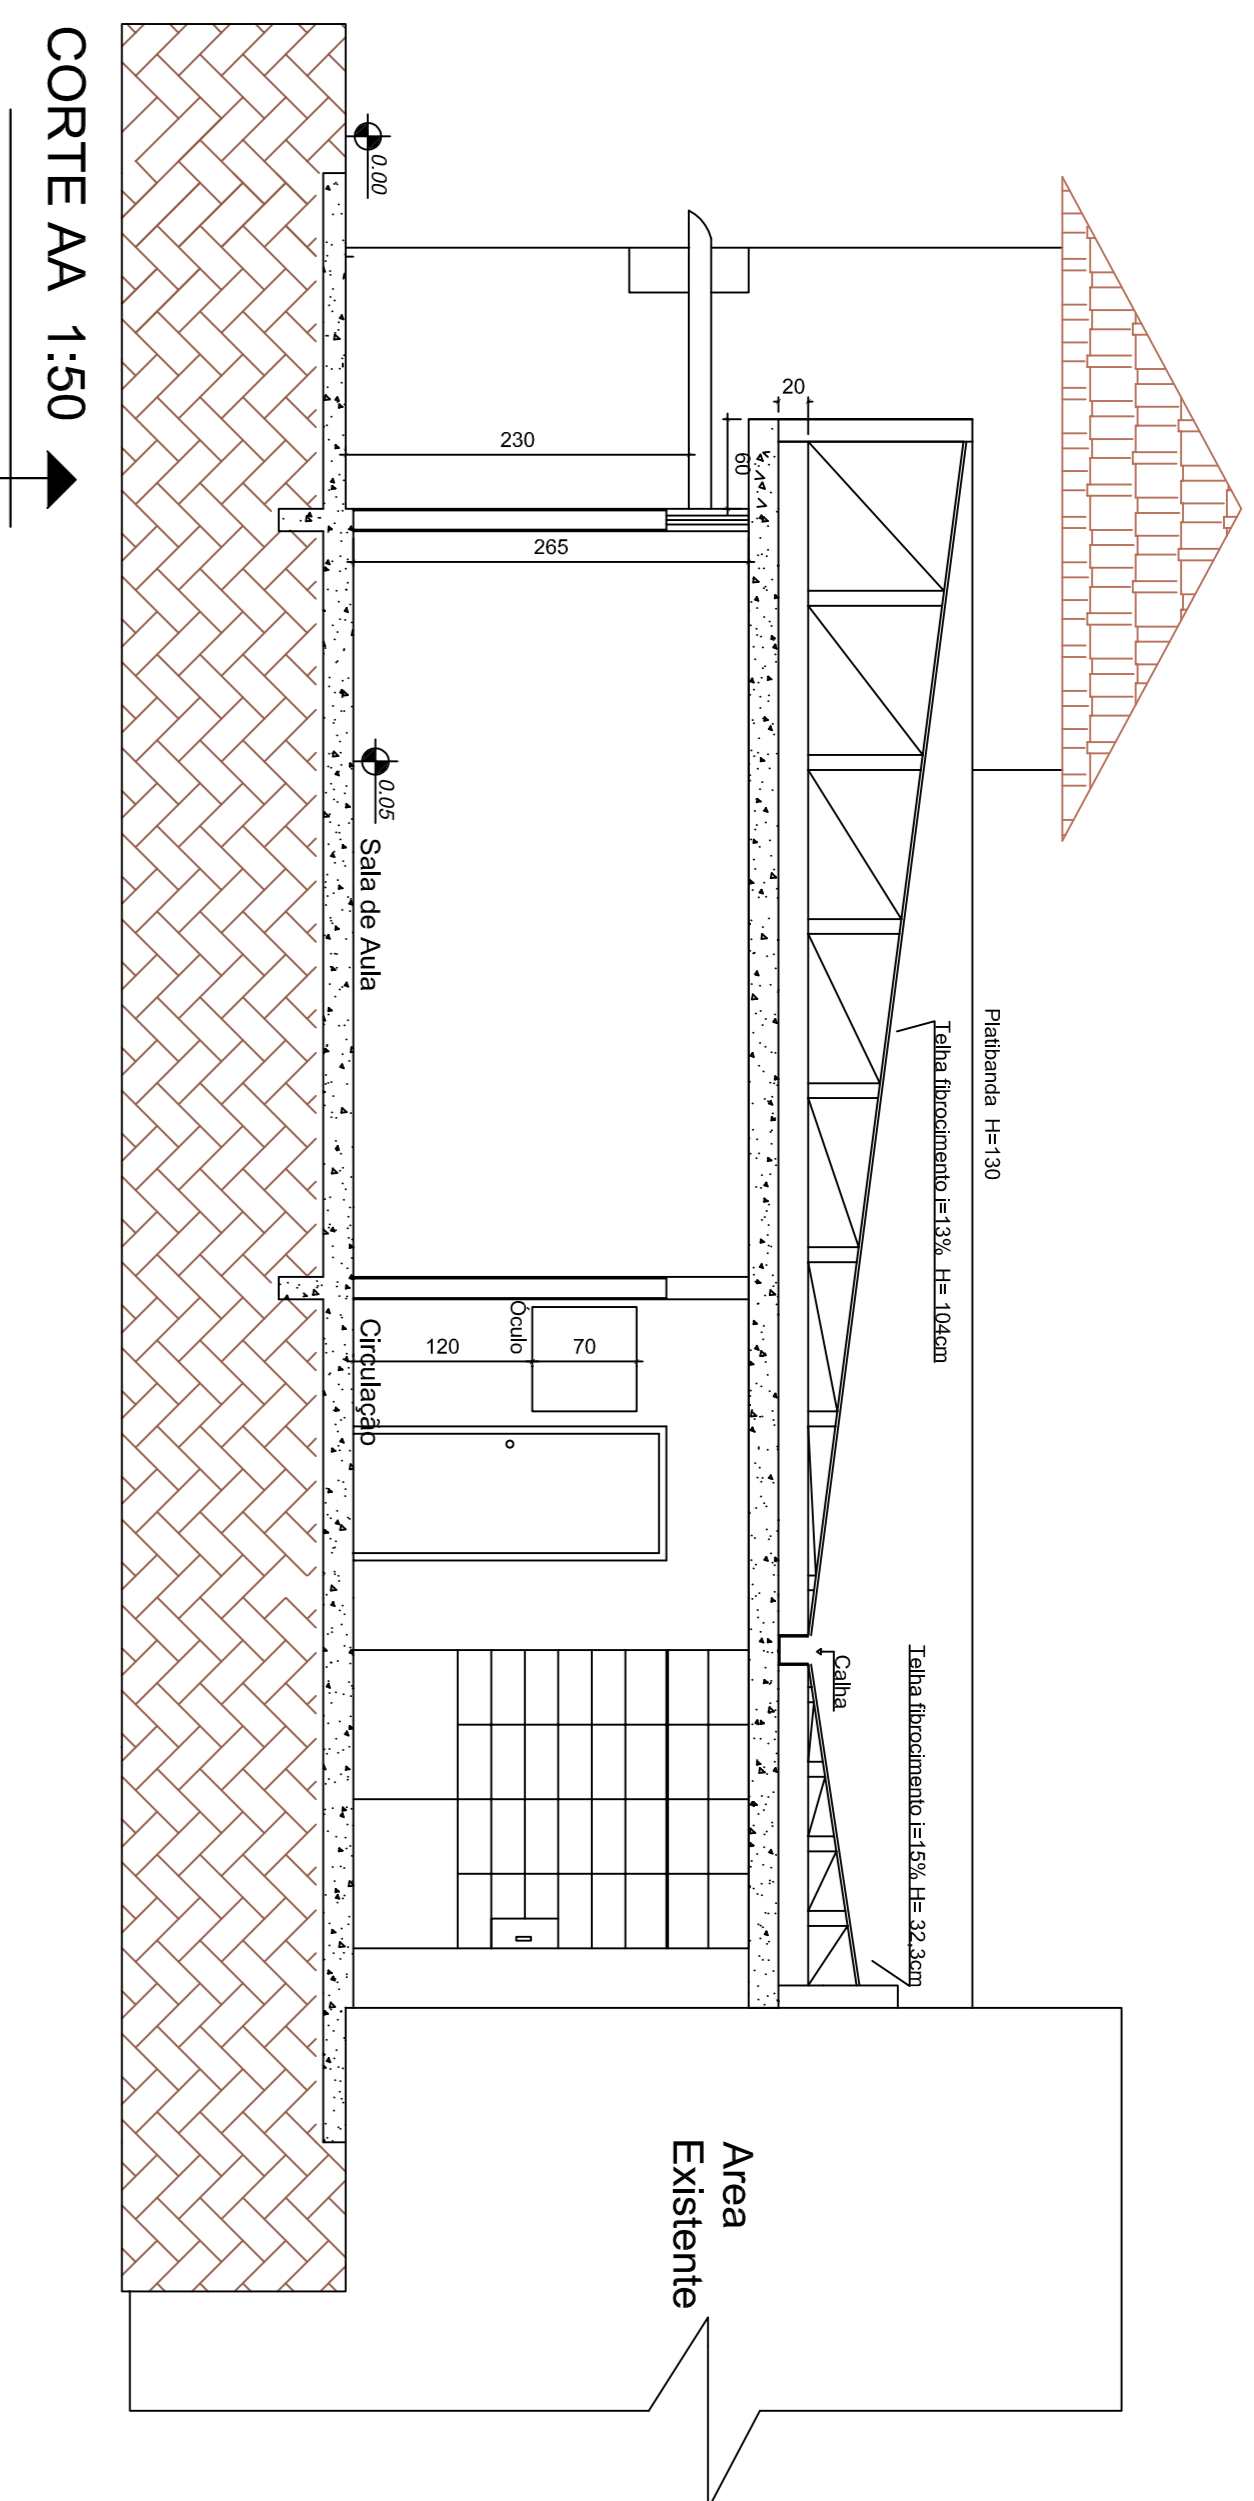 Platibanda H=130
Telha fibrocimento i=13% H= 104cm
Telha fibrocimento i=15% H= 32,3cm
Calha
20
60
230
265
Óculo
70
120
Area
Existente
0.00
0.05
Sala de Aula
Circulação
CORTE AA 1:50